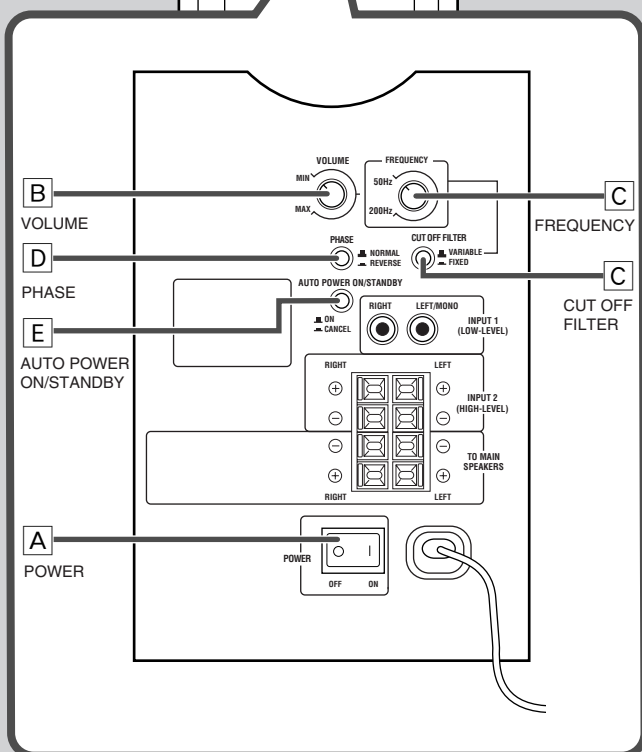 VOLUME
FREQUENCY
MIN
50Hz
MAX
200Hz
B
VOLUME
C
FREQUENCY
PHASE
NORMAL
REVERSE
CUT OFF FILTER
VARIABLE
FIXED
D
PHASE
C
CUT OFF
FILTER
AUTO POWER ON/STANDBY
ON
CANCEL
E
AUTO POWER
ON/STANDBY
RIGHT
LEFT/MONO
INPUT 1
(LOW-LEVEL)
RIGHT
LEFT
+
+
INPUT 2
(HIGH-LEVEL)
−
−
−
−
TO MAIN
SPEAKERS
+
+
RIGHT
LEFT
A
POWER
POWER
OFF
ON